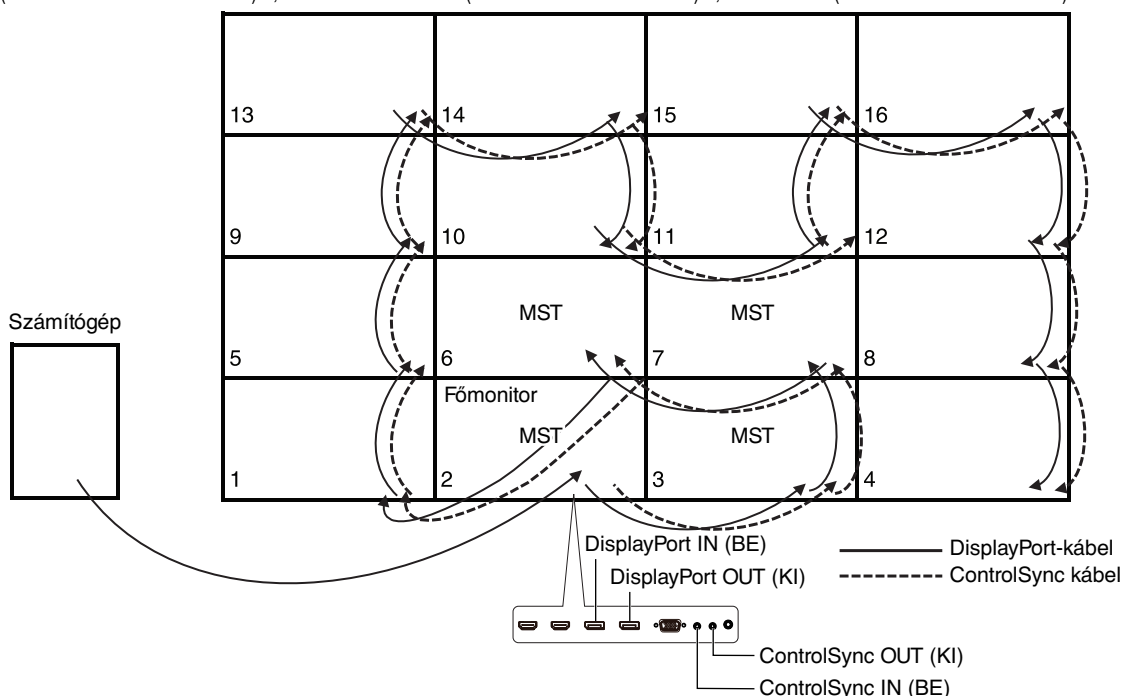 13 14 15 16
9 10 11 12
MST MST
Számítógép
5 6 7 8
Főmonitor
MST MST
1 2 3 4
DisplayPort IN (BE)
DisplayPort-kábel
DisplayPort OUT (KI)
ControlSync kábel
ControlSync OUT (KI)
ControlSync IN (BE)